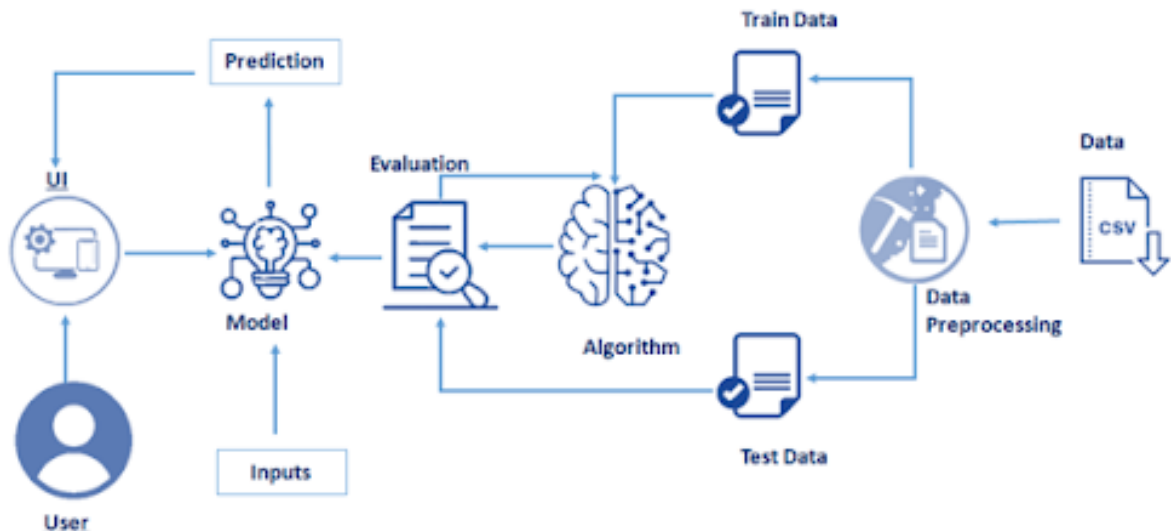 Train Data
Prediction
Data
Evaluation
UI
CSV
Model
Data
Preprocessing
Algorithm
Inputs
Test Data
User